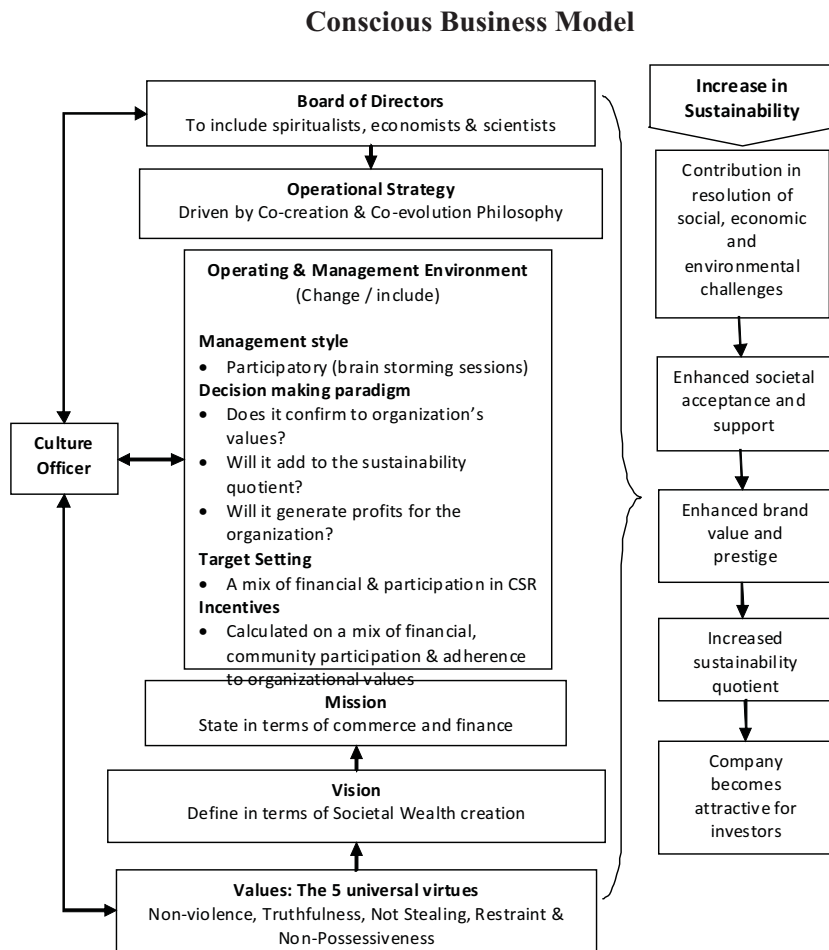 Conscious Business Model
Board of Directors
To include spiritualists, economists & scientists
Operational Strategy
Driven by Co-creation & Co-evolution Philosophy
Operating & Management Environment
(Change / include)
Management style
• Participatory (brain storming sessions)
Decision making paradigm
• Does it confirm to organization's
values?
• Will it add to the sustainability
quotient?
• Will it generate profits for the
organization?
Target Setting
• A mix of financial & participation in CSR
Incentives
• Calculated on a mix of financial,
community participation & adherence
to organizational values
Culture
Officer
Mission
State in terms of commerce and finance
Vision
Define in terms of Societal Wealth creation
Values: The 5 universal virtues
Non-violence, Truthfulness, Not Stealing, Restraint &
Non-Possessiveness
Increase in
Sustainability
Contribution in
resolution of
social, economic
and
environmental
challenges
Enhanced societal
acceptance and
support
Enhanced brand
value and
prestige
Increased
sustainability
quotient
Company
becomes
attractive for
investors